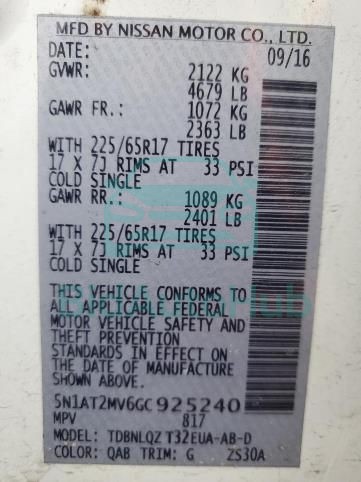 MFD BY NISSAN MOTOR CO., LTD.
DATE: 09/16
GVWR: 2122 KG
4679 LB
GAWR FR.: 1072 KG
2363 LB
WITH 225/65R17 TIRES
17 X 7J RIMS AT 33 PSI
COLD SINGLE
GAWR RR.: 1089 KG
2401 LB
WITH 225/65R17 TIRES
17 X 7J RIMS AT 33 PSI
COLD SINGLE
THIS VEHICLE CONFORMS TO
ALL APPLICABLE FEDERAL
MOTOR VEHICLE SAFETY AND
THEFT PREVENTION
STANDARDS IN EFFECT ON
THE DATE OF MANUFACTURE
SHOWN ABOVE.
5N1AT2MV6GC925240
MPV 817
MODEL: TDBNLQZ T32EUA-AB-D
COLOR: QAB TRIM: G ZS30A